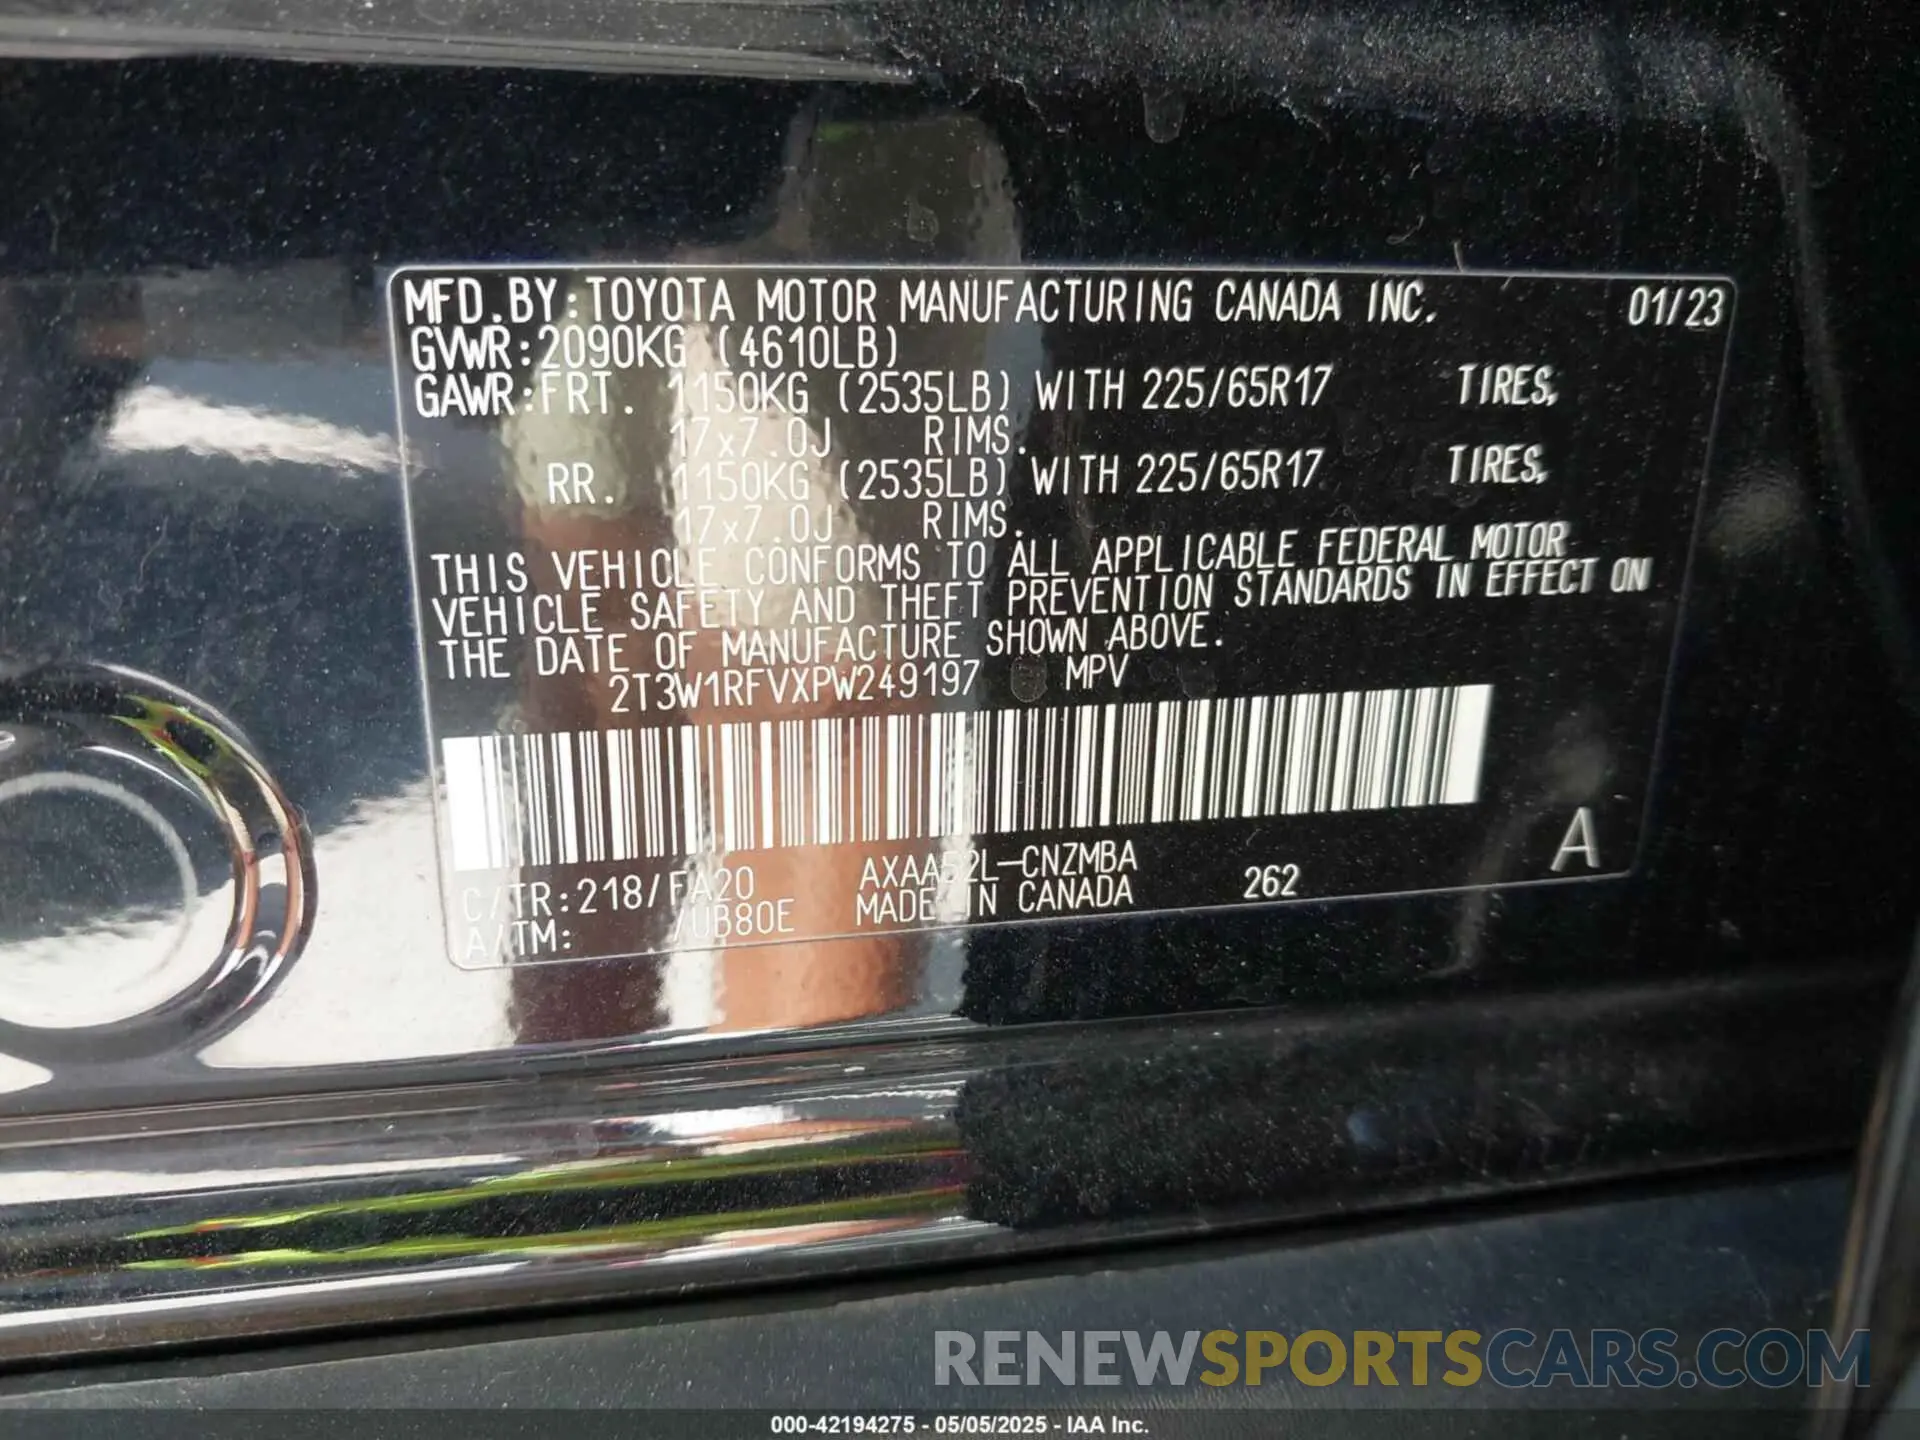 MFD.BY:TOYOTA MOTOR MANUFACTURING CANADA INC. 01/23
GVWR:2090KG (4610LB)
GAWR:FRT. 1150KG (2535LB) WITH 225/65R17 TIRES,
17x7.0J RIMS.
RR. 1150KG (2535LB) WITH 225/65R17 TIRES,
17x7.0J RIMS.
THIS VEHICLE CONFORMS TO ALL APPLICABLE FEDERAL MOTOR
VEHICLE SAFETY AND THEFT PREVENTION STANDARDS IN EFFECT ON
THE DATE OF MANUFACTURE SHOWN ABOVE.
2T3W1RFVXPW249197 MPV
C/TR:218/FA20 AXAA52L-CNZMBA 262 A
A/TM: /UB80E MADE IN CANADA
RENEWSPORTSCARS.COM
000-42194275 - 05/05/2025 - IAA Inc.